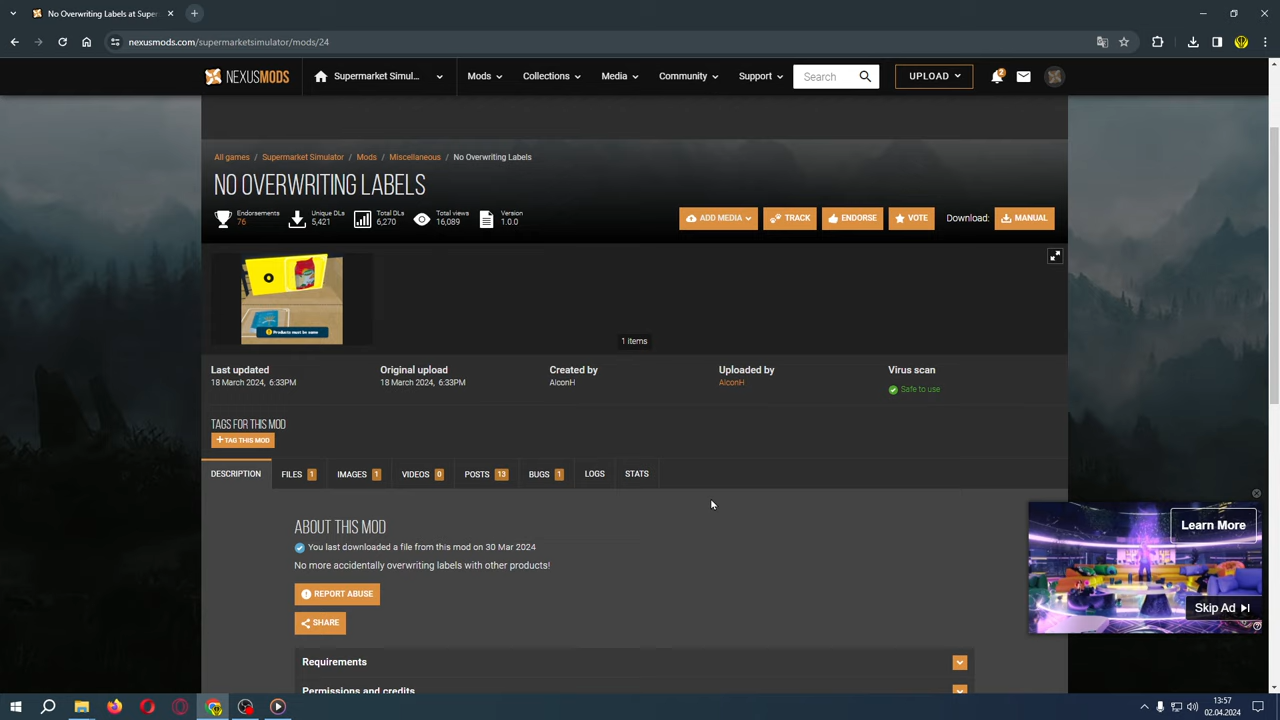 No Overwriting Labels at Super
nexusmods.com/supermarketsimulator/mods/24
NEXUSMODS
Supermarket Simul...
Mods
Collections
Media
Community
Support
Search
UPLOAD
2
All games / Supermarket Simulator / Mods / Miscellaneous / No Overwriting Labels
NO OVERWRITING LABELS
Endorsements
76
Unique DLs
5,421
Total DLs
6,270
Total views
16,089
Version
1.0.0
ADD MEDIA
TRACK
ENDORSE
VOTE
Download:
MANUAL
0
Products must be same
1 items
Last updated
18 March 2024, 6:33PM
Original upload
18 March 2024, 6:33PM
Created by
AlconH
Uploaded by
AlconH
Virus scan
Safe to use
TAGS FOR THIS MOD
+ TAG THIS MOD
DESCRIPTION
FILES 1
IMAGES 1
VIDEOS 0
POSTS 13
BUGS 1
LOGS
STATS
ABOUT THIS MOD
You last downloaded a file from this mod on 30 Mar 2024
No more accidentally overwriting labels with other products!
REPORT ABUSE
SHARE
Requirements
Permissions and credits
Learn More
Skip Ad
13:57
02.04.2024